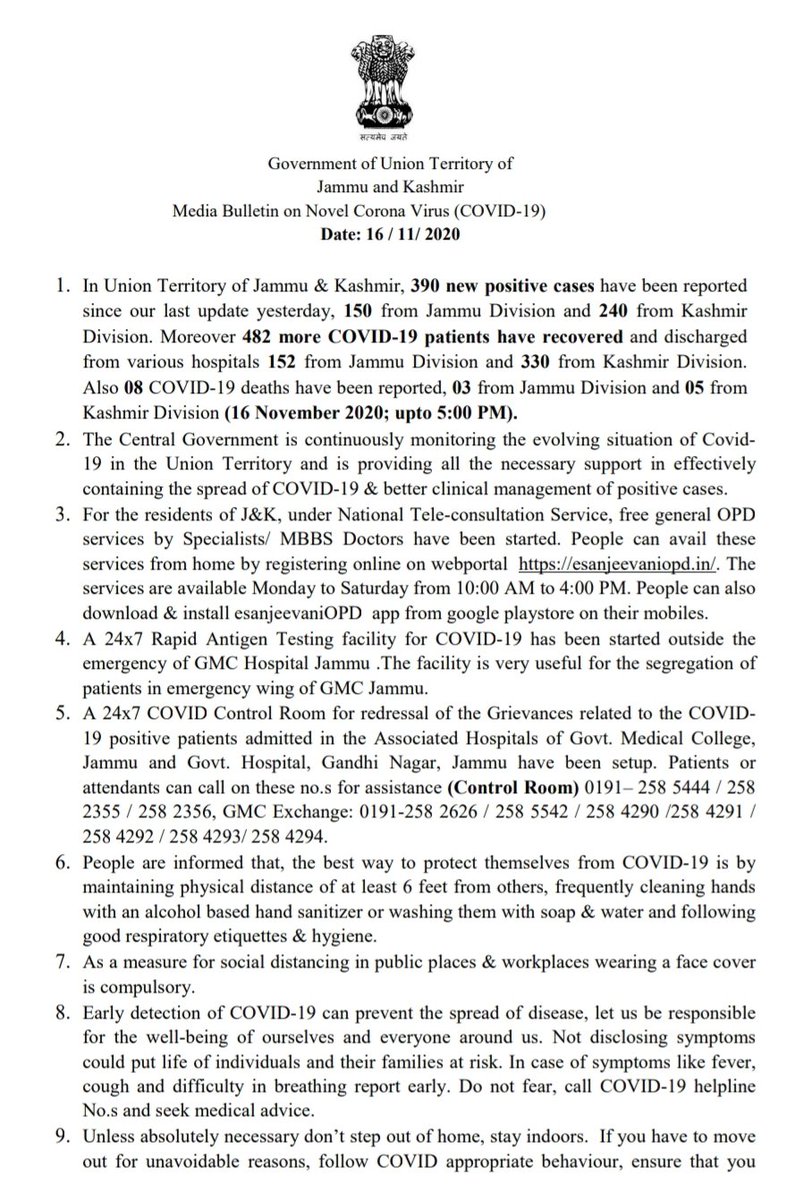 सत्यमेव जयते
Government of Union Territory of
Jammu and Kashmir
Media Bulletin on Novel Corona Virus (COVID-19)
Date: 16 / 11/ 2020
1. In Union Territory of Jammu & Kashmir, 390 new positive cases have been reported
since our last update yesterday, 150 from Jammu Division and 240 from Kashmir
Division. Moreover 482 more COVID-19 patients have recovered and discharged
from various hospitals 152 from Jammu Division and 330 from Kashmir Division.
Also 08 COVID-19 deaths have been reported, 03 from Jammu Division and 05 from
Kashmir Division (16 November 2020; upto 5:00 PM).
2. The Central Government is continuously monitoring the evolving situation of Covid-
19 in the Union Territory and is providing all the necessary support in effectively
containing the spread of COVID-19 & better clinical management of positive cases.
3. For the residents of J&K, under National Tele-consultation Service, free general OPD
services by Specialists/ MBBS Doctors have been started. People can avail these
services from home by registering online on webportal https://esanjeevaniopd.in/. The
services are available Monday to Saturday from 10:00 AM to 4:00 PM. People can also
download & install esanjeevaniOPD app from google playstore on their mobiles.
4. A 24x7 Rapid Antigen Testing facility for COVID-19 has been started outside the
emergency of GMC Hospital Jammu .The facility is very useful for the segregation of
patients in emergency wing of GMC Jammu.
5. A 24x7 COVID Control Room for redressal of the Grievances related to the COVID-
19 positive patients admitted in the Associated Hospitals of Govt. Medical College,
Jammu and Govt. Hospital, Gandhi Nagar, Jammu have been setup. Patients or
attendants can call on these no.s for assistance (Control Room) 0191– 258 5444 / 258
2355 / 258 2356, GMC Exchange: 0191-258 2626 / 258 5542 / 258 4290 /258 4291 /
258 4292 / 258 4293/ 258 4294.
6. People are informed that, the best way to protect themselves from COVID-19 is by
maintaining physical distance of at least 6 feet from others, frequently cleaning hands
with an alcohol based hand sanitizer or washing them with soap & water and following
good respiratory etiquettes & hygiene.
7. As a measure for social distancing in public places & workplaces wearing a face cover
is compulsory.
8. Early detection of COVID-19 can prevent the spread of disease, let us be responsible
for the well-being of ourselves and everyone around us. Not disclosing symptoms
could put life of individuals and their families at risk. In case of symptoms like fever,
cough and difficulty in breathing report early. Do not fear, call COVID-19 helpline
No.s and seek medical advice.
9. Unless absolutely necessary don’t step out of home, stay indoors. If you have to move
out for unavoidable reasons, follow COVID appropriate behaviour, ensure that you